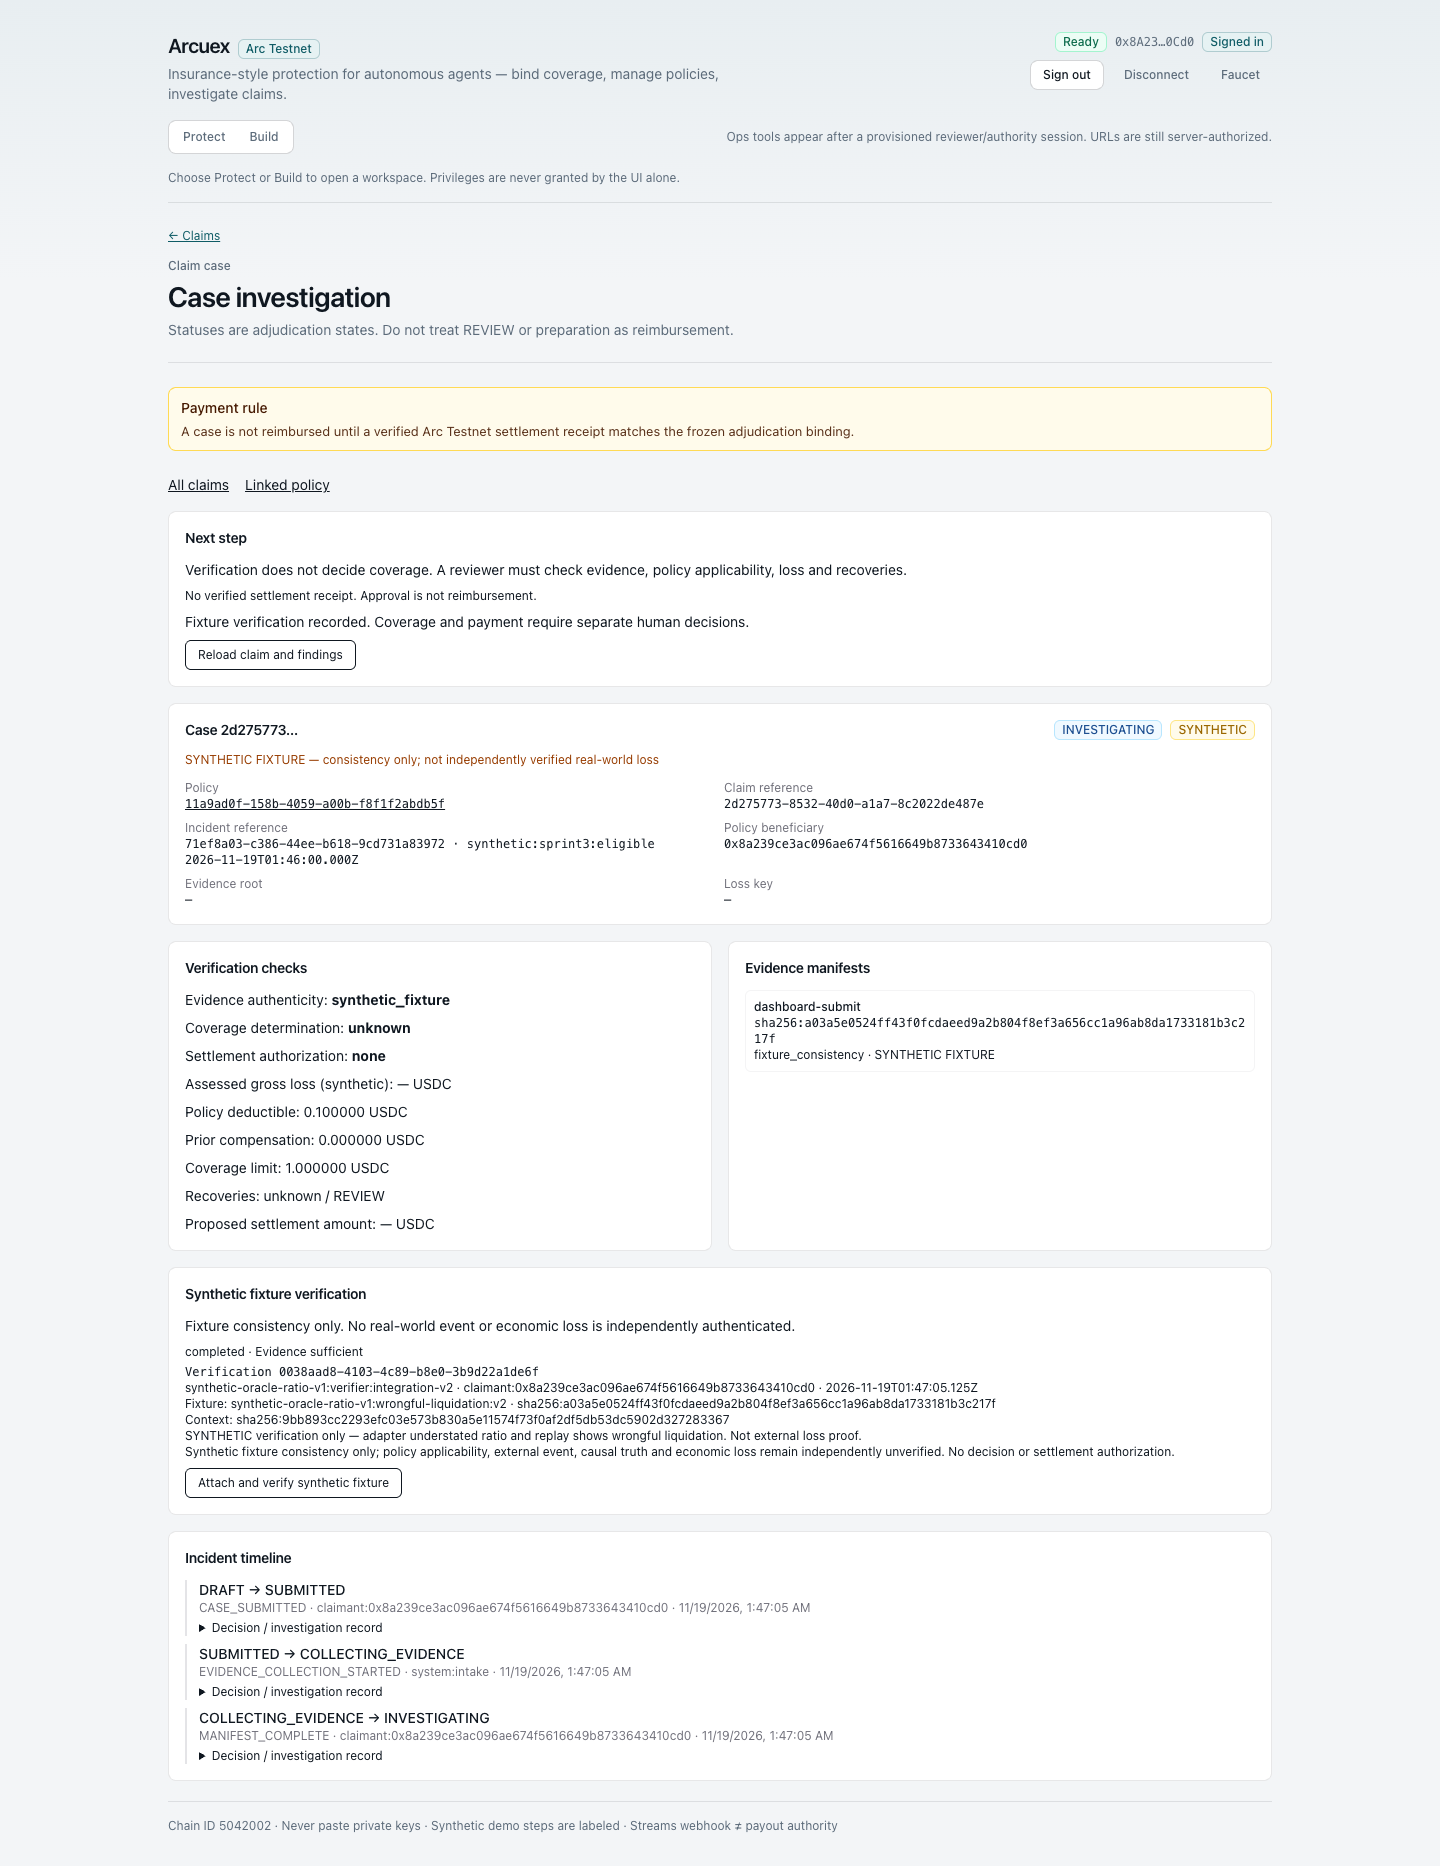 Arcuex Arc Testnet
Ready 0x8A23…0Cd0 Signed in
Insurance-style protection for autonomous agents — bind coverage, manage policies,
investigate claims.
Sign out Disconnect Faucet
Protect Build
Ops tools appear after a provisioned reviewer/authority session. URLs are still server-authorized.
Choose Protect or Build to open a workspace. Privileges are never granted by the UI alone.
← Claims
Claim case
Case investigation
Statuses are adjudication states. Do not treat REVIEW or preparation as reimbursement.
Payment rule
A case is not reimbursed until a verified Arc Testnet settlement receipt matches the frozen adjudication binding.
All claims Linked policy
Next step
Verification does not decide coverage. A reviewer must check evidence, policy applicability, loss and recoveries.
No verified settlement receipt. Approval is not reimbursement.
Fixture verification recorded. Coverage and payment require separate human decisions.
Reload claim and findings
Case 2d275773… INVESTIGATING SYNTHETIC
SYNTHETIC FIXTURE — consistency only; not independently verified real-world loss
Policy
11a9ad0f-158b-4059-a00b-f8f1f2abdb5f
Claim reference
2d275773-8532-40d0-a1a7-8c2022de487e
Incident reference
71ef8a03-c386-44ee-b618-9cd731a83972 · synthetic:sprint3:eligible
2026-11-19T01:46:00.000Z
Policy beneficiary
0x8a239ce3ac096ae674f5616649b8733643410cd0
Evidence root
—
Loss key
—
Verification checks
Evidence authenticity: synthetic_fixture
Coverage determination: unknown
Settlement authorization: none
Assessed gross loss (synthetic): — USDC
Policy deductible: 0.100000 USDC
Prior compensation: 0.000000 USDC
Coverage limit: 1.000000 USDC
Recoveries: unknown / REVIEW
Proposed settlement amount: — USDC
Evidence manifests
dashboard-submit
sha256:a03a5e0524ff43f0fcdaeed9a2b804f8ef3a656cc1a96ab8da1733181b3c2
17f
fixture_consistency · SYNTHETIC FIXTURE
Synthetic fixture verification
Fixture consistency only. No real-world event or economic loss is independently authenticated.
completed · Evidence sufficient
Verification 0038aad8-4103-4c89-b8e0-3b9d22a1de6f
synthetic-oracle-ratio-v1:verifier:integration-v2 · claimant:0x8a239ce3ac096ae674f5616649b8733643410cd0 · 2026-11-19T01:47:05.125Z
Fixture: synthetic-oracle-ratio-v1:wrongful-liquidation:v2 · sha256:a03a5e0524ff43f0fcdaeed9a2b804f8ef3a656cc1a96ab8da1733181b3c217f
Context: sha256:9bb893cc2293efc03e573b830a5e11574f73f0af2df5db53dc5902d327283367
SYNTHETIC verification only — adapter understated ratio and replay shows wrongful liquidation. Not external loss proof.
Synthetic fixture consistency only; policy applicability, external event, causal truth and economic loss remain independently unverified. No decision or settlement authorization.
Attach and verify synthetic fixture
Incident timeline
DRAFT → SUBMITTED
CASE_SUBMITTED · claimant:0x8a239ce3ac096ae674f5616649b8733643410cd0 · 11/19/2026, 1:47:05 AM
▶ Decision / investigation record
SUBMITTED → COLLECTING_EVIDENCE
EVIDENCE_COLLECTION_STARTED · system:intake · 11/19/2026, 1:47:05 AM
▶ Decision / investigation record
COLLECTING_EVIDENCE → INVESTIGATING
MANIFEST_COMPLETE · claimant:0x8a239ce3ac096ae674f5616649b8733643410cd0 · 11/19/2026, 1:47:05 AM
▶ Decision / investigation record
Chain ID 5042002 · Never paste private keys · Synthetic demo steps are labeled · Streams webhook ≠ payout authority